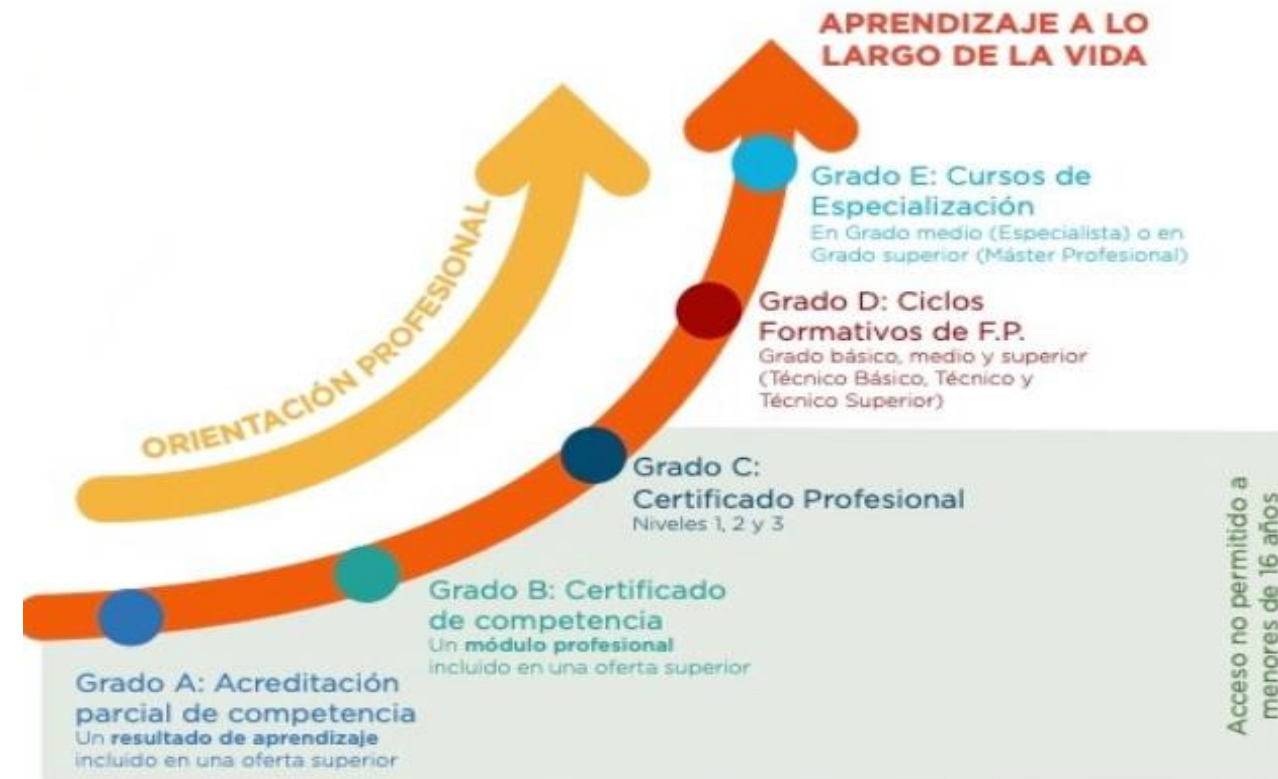 APRENDIZAJE A LO
LARGO DE LA VIDA
ORIENTACIÓN PROFESIONAL
Grado E: Cursos de
Especialización
En Grado medio (Especialista) o en
Grado superior (Máster Profesional)
Grado D: Ciclos
Formativos de F.P.
Grado básico, medio y superior
(Técnico Básico, Técnico y
Técnico Superior)
Grado C:
Certificado Profesional
Niveles 1, 2 y 3
Grado B: Certificado
de competencia
Un módulo profesional
incluido en una oferta superior
Grado A: Acreditación
parcial de competencia
Un resultado de aprendizaje
incluido en una oferta superior
Acceso no permitido a
menores de 16 años